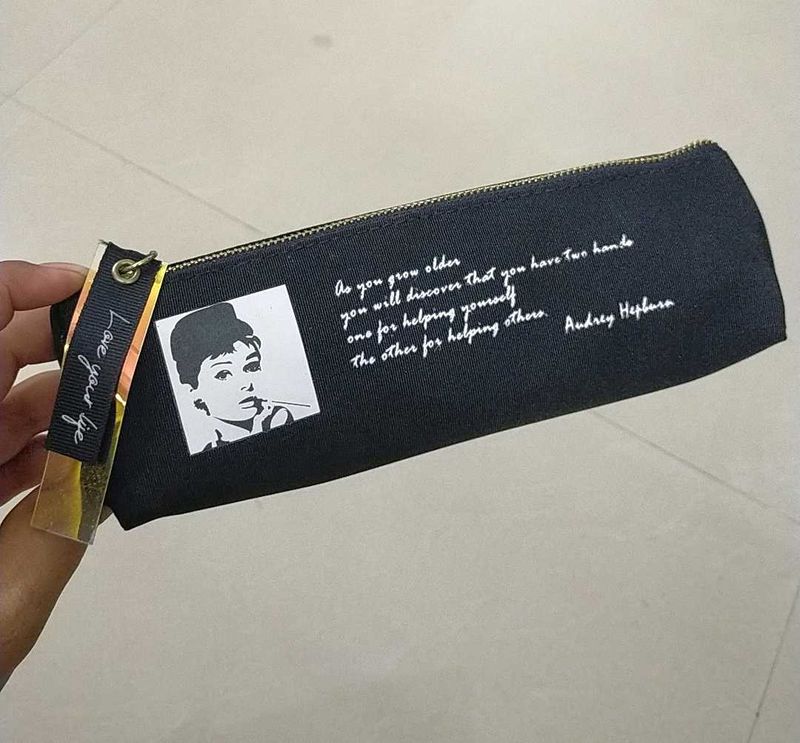 As you grow older
you will discover that you have two hands
one for helping yourself
the other for helping others.
Audrey Hepburn
Love your life